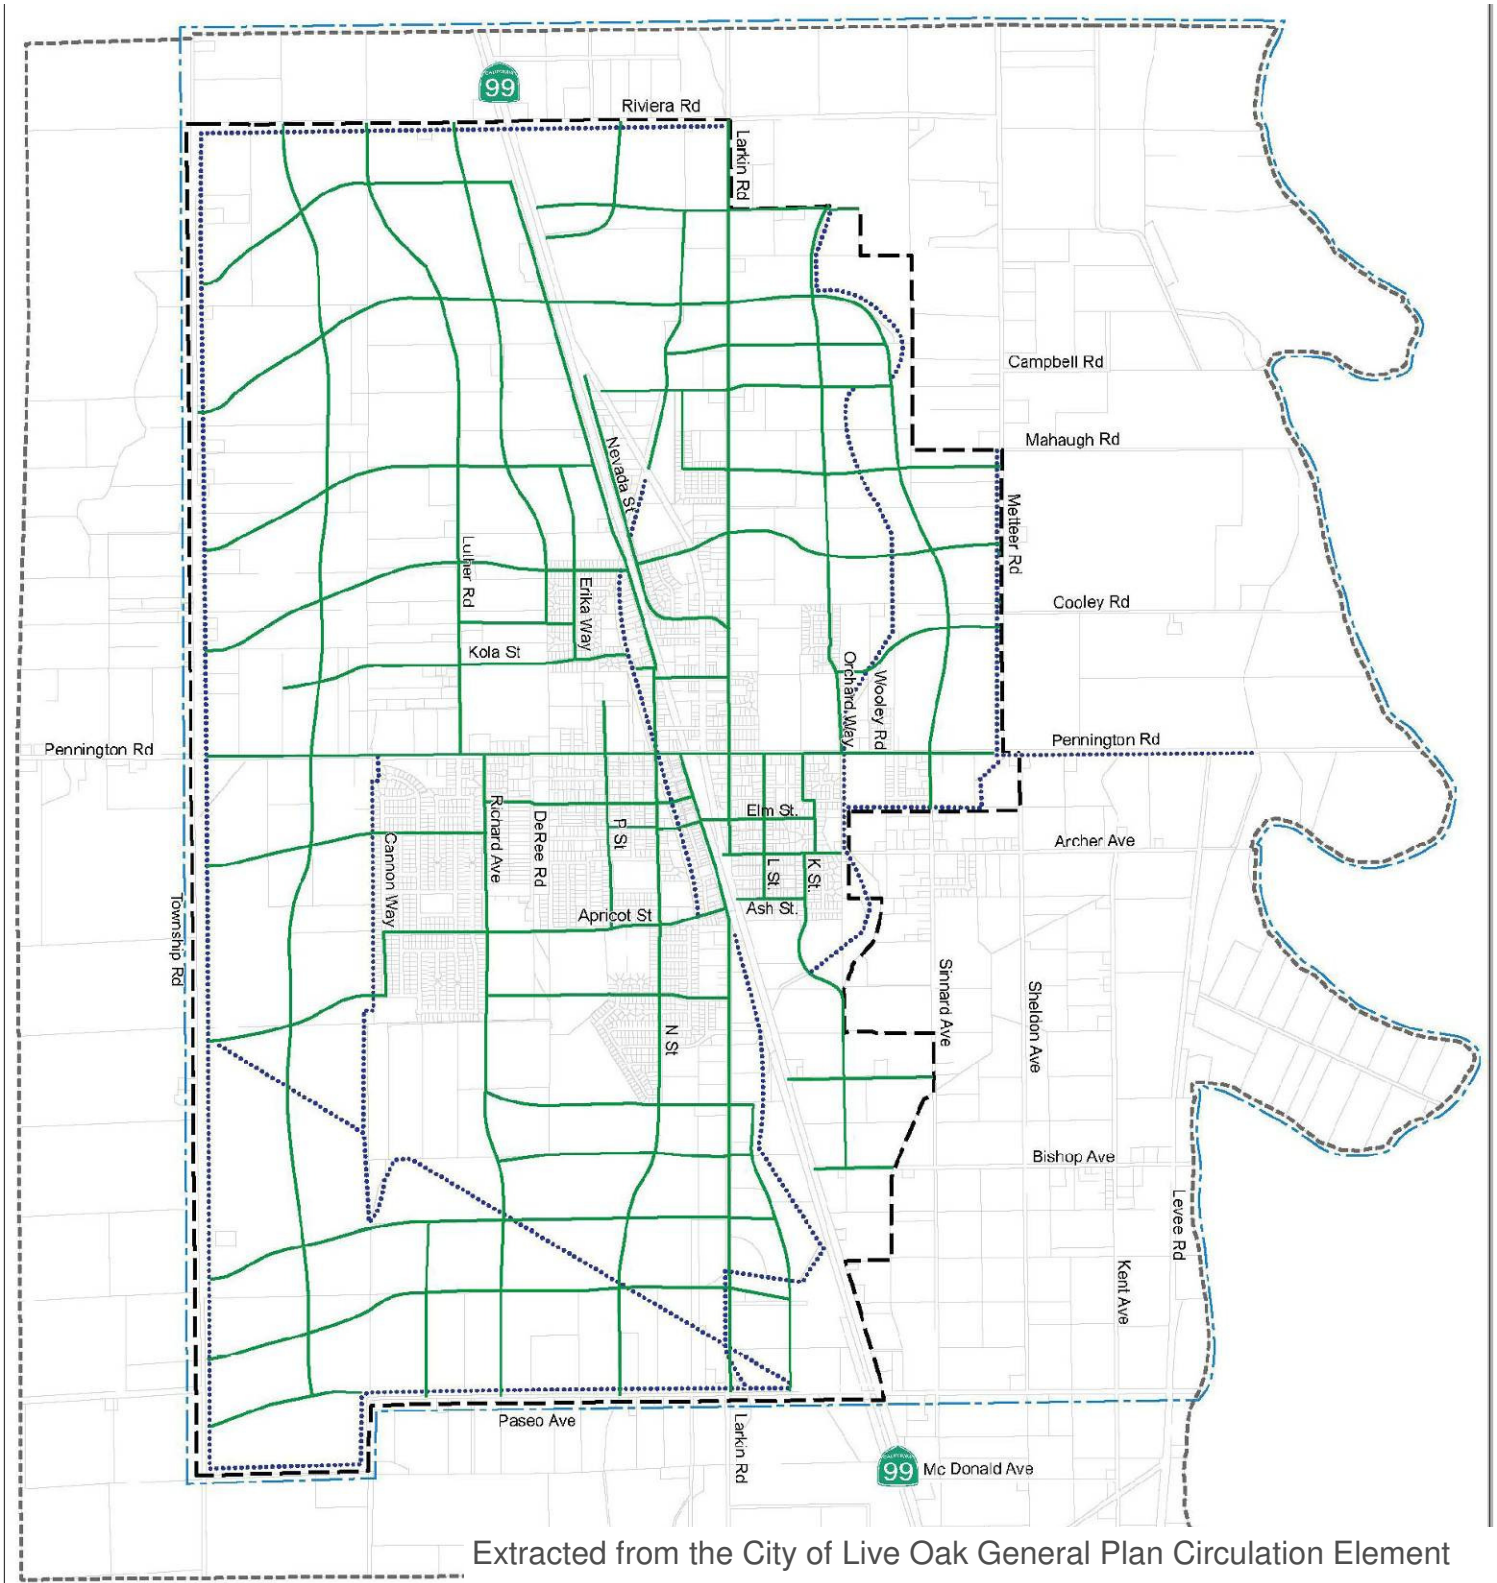 CALIFORNIA
99
Riviera Rd
Larkin Rd
Campbell Rd
Mahaugh Rd
Nevada St
Metteer Rd
Luther Rd
Erika Way
Cooley Rd
Kola St
Orchard Way
Wooley Rd
Pennington Rd
Pennington Rd
Richard Ave
DeRee Rd
P St
Elm St.
Archer Ave
Cannon Way
L St.
K St.
Township Rd
Apricot St
Ash St.
Sinnard Ave
Sheldon Ave
N St
Bishop Ave
Levee Rd
Kent Ave
Paseo Ave
Larkin Rd
CALIFORNIA
99
Mc Donald Ave
Extracted from the City of Live Oak General Plan Circulation Element